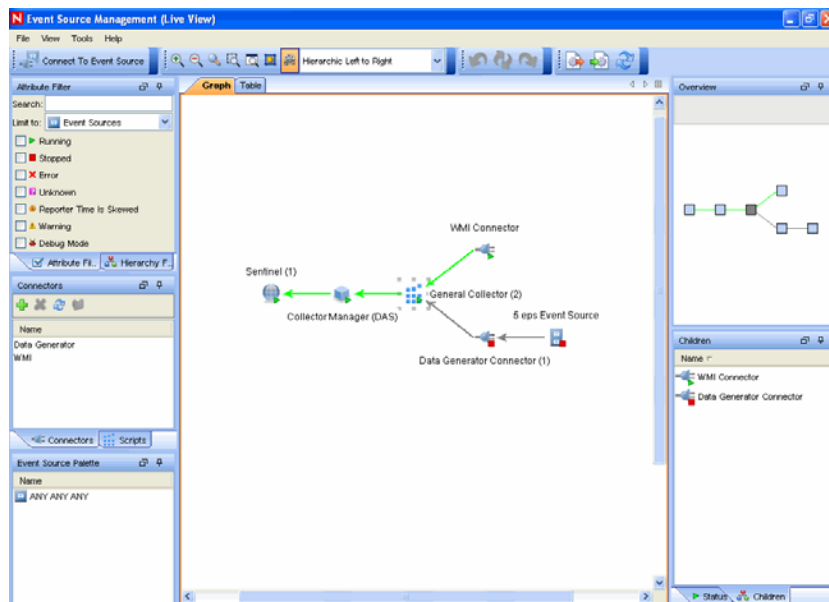 Event Source Management (Live View)
File View Tools Help
Connect To Event Source
Hierarchic Left to Right
Attribute Filter
Search:
Limit to: Event Sources
Running
Stopped
Error
Unknown
Reporter Time Is Skewed
Warning
Debug Mode
Attribute Fil.. Hierarchy F..
Connectors
Name
Data Generator
WMI
Connectors Scripts
Event Source Palette
Name
ANY ANY ANY
Graph Table
WMI Connector
Sentinel (1)
General Collector (2)
Collector Manager (DAS)
5 eps Event Source
Data Generator Connector (1)
Overview
Children
Name
WMI Connector
Data Generator Connector
Status Children